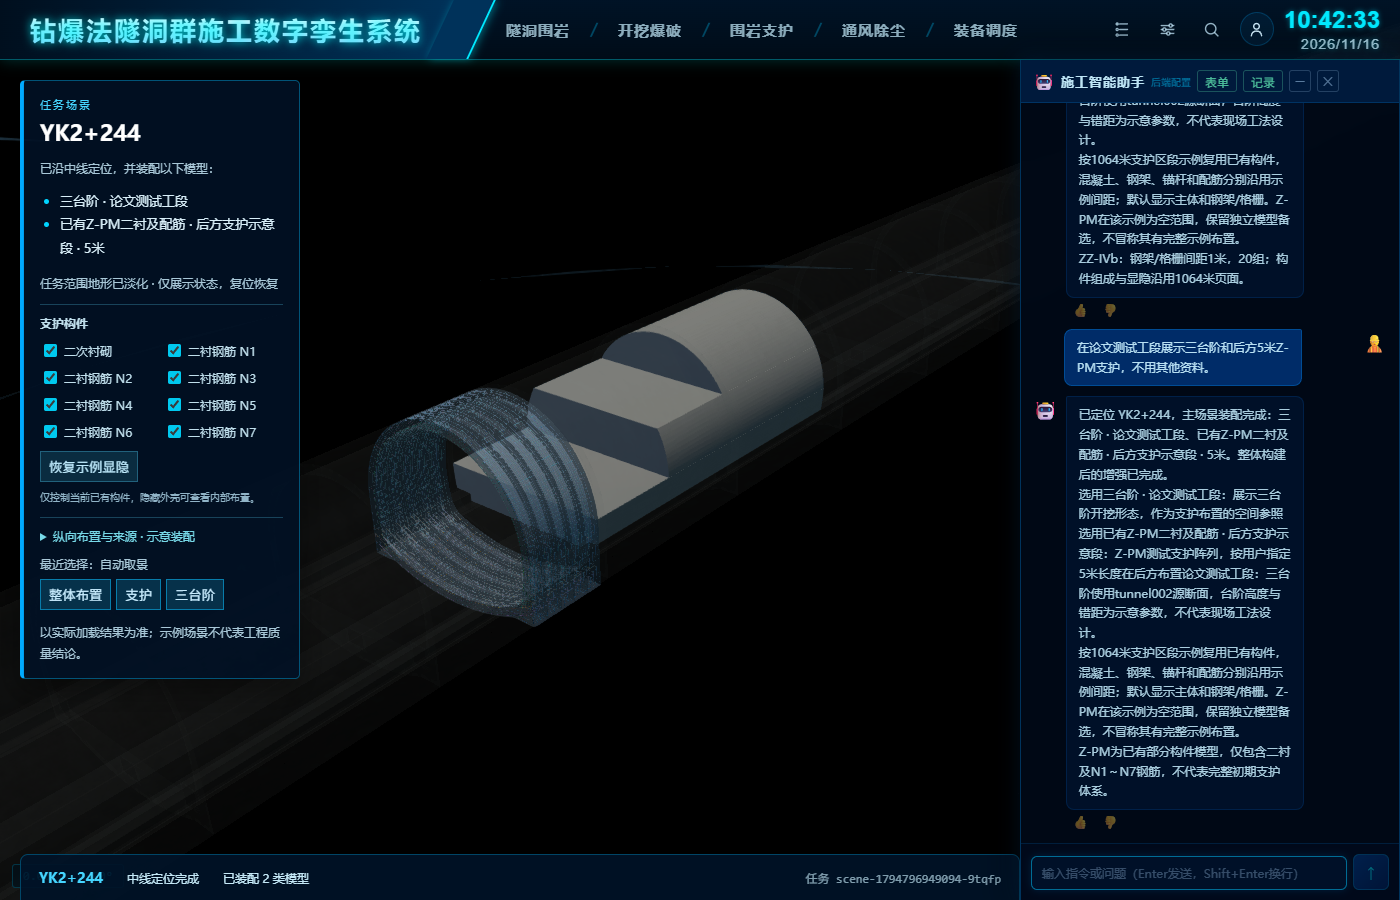 钻爆法隧洞群施工数字孪生系统
隧洞围岩 / 开挖爆破 / 围岩支护 / 通风除尘 / 装备调度
10:42:33
2026/11/16
任务场景
YK2+244
已沿中线定位，并装配以下模型：
三台阶 · 论文测试工段
已有Z-PM二衬及配筋 · 后方支护示意
段 · 5米
任务范围地形已淡化 · 仅展示状态，复位恢复
支护构件
二次衬砌 二衬钢筋 N1
二衬钢筋 N2 二衬钢筋 N3
二衬钢筋 N4 二衬钢筋 N5
二衬钢筋 N6 二衬钢筋 N7
恢复示例显隐
仅控制当前已有构件，隐藏外壳可查看内部布置。
纵向布置与来源 · 示意装配
最近选择：自动取景
整体布置 支护 三台阶
以实际加载结果为准；示例场景不代表工程质
量结论。
施工智能助手 后端配置 表单 记录
台阶使用tunnel002源断面，台阶高度
与错距为示意参数，不代表现场工法设
计。
按1064米支护区段示例复用已有构件，
混凝土、钢架、锚杆和配筋分别沿用示
例间距；默认显示主体和钢架/格栅。Z-
PM在该示例为空范围，保留独立模型备
选，不冒称其有完整示例布置。
ZZ-IVb：钢架/格栅间距1米，20组；构
件组成与显隐沿用1064米页面。
在论文测试工段展示三台阶和后方5米Z-
PM支护，不用其他资料。
已定位 YK2+244，主场景装配完成：三
台阶 · 论文测试工段、已有Z-PM二衬及
配筋 · 后方支护示意段 · 5米。整体构建
后的增强已完成。
选用三台阶 · 论文测试工段：展示三台
阶开挖形态，作为支护布置的空间参照
选用已有Z-PM二衬及配筋 · 后方支护示
意段：Z-PM测试支护阵列，按用户指定
5米长度在后方布置论文测试工段：三台
阶使用tunnel002源断面，台阶高度与
错距为示意参数，不代表现场工法设
计。
按1064米支护区段示例复用已有构件，
混凝土、钢架、锚杆和配筋分别沿用示
例间距；默认显示主体和钢架/格栅。Z-
PM在该示例为空范围，保留独立模型备
选，不冒称其有完整示例布置。
Z-PM为已有部分构件模型，仅包含二衬
及N1～N7钢筋，不代表完整初期支护
体系。
输入指令或问题（Enter发送，Shift+Enter换行）
YK2+244 中线定位完成 已装配 2 类模型 任务 scene-1794796949094-9tqfp